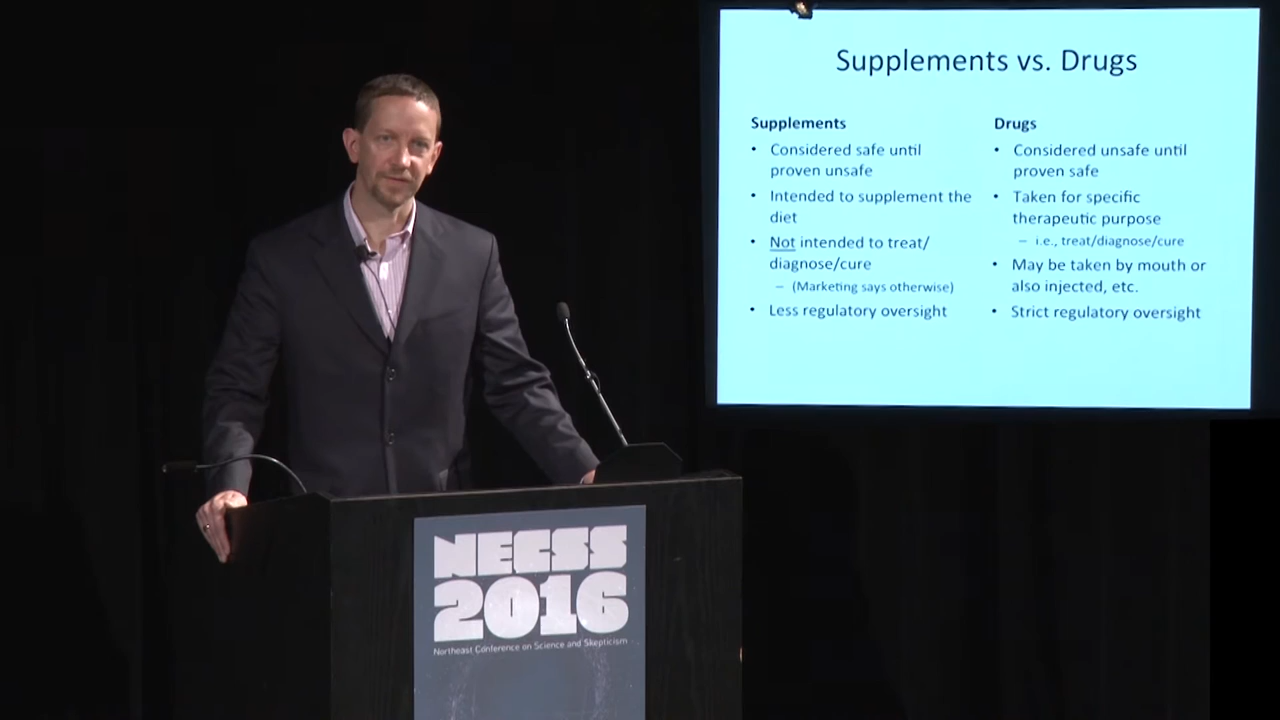 Supplements vs. Drugs
Supplements
• Considered safe until
proven unsafe
• Intended to supplement the
diet
• Not intended to treat/
diagnose/cure
– (Marketing says otherwise)
• Less regulatory oversight
Drugs
• Considered unsafe until
proven safe
• Taken for specific
therapeutic purpose
– i.e., treat/diagnose/cure
• May be taken by mouth or
also injected, etc.
• Strict regulatory oversight
NECSS
2016
Northeast Conference on Science and Skepticism